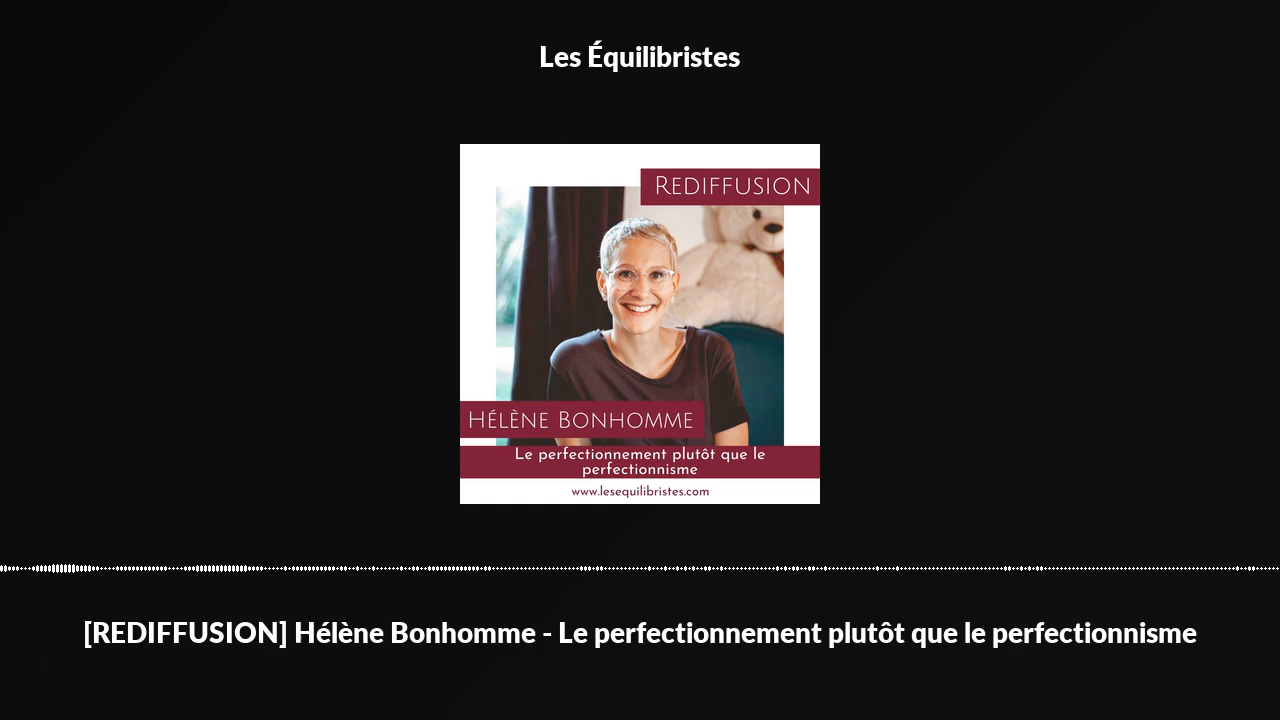 Les Équilibristes
REDIFFUSION
HÉLÈNE BONHOMME
Le perfectionnement plutôt que le
perfectionnisme
www.lesequilibristes.com
[REDIFFUSION] Hélène Bonhomme - Le perfectionnement plutôt que le perfectionnisme